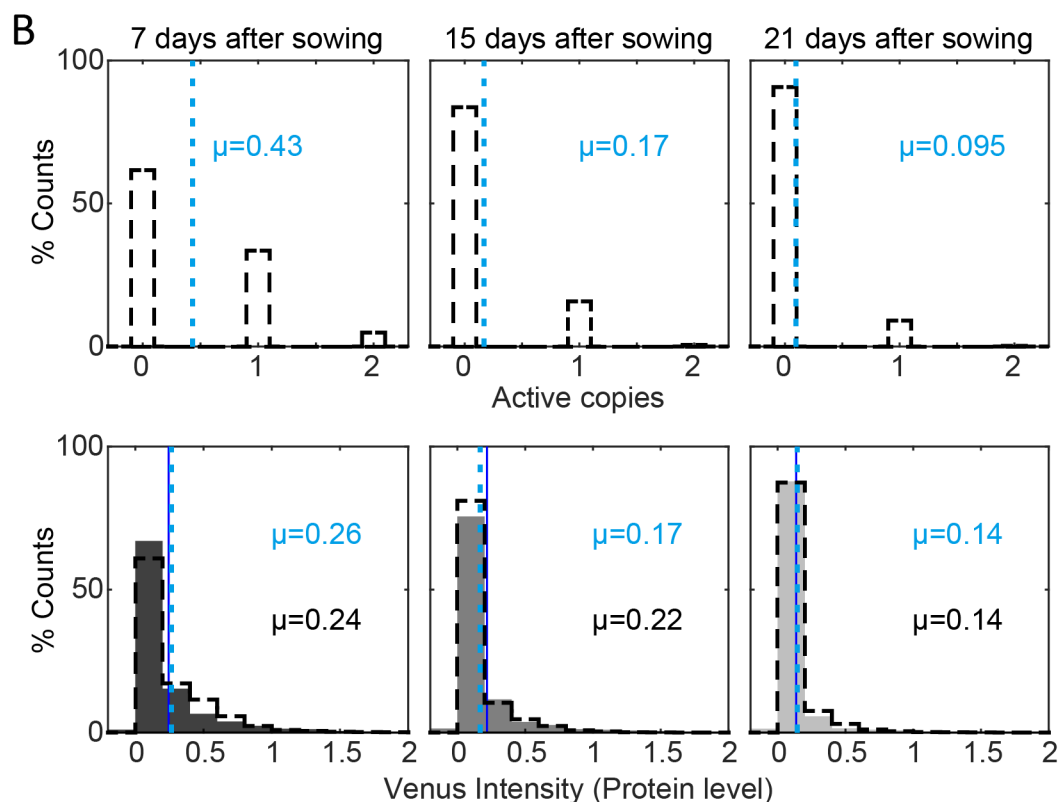 B
7 days after sowing 15 days after sowing 21 days after sowing
100
μ=0.43 μ=0.17 μ=0.095
% Counts
50
0
0 1 2 0 1 2 0 1 2
Active copies
100
μ=0.26 μ=0.17 μ=0.14
% Counts
50
μ=0.24 μ=0.22 μ=0.14
0
0 0.5 1 1.5 2 0 0.5 1 1.5 2 0 0.5 1 1.5 2
Venus Intensity (Protein level)